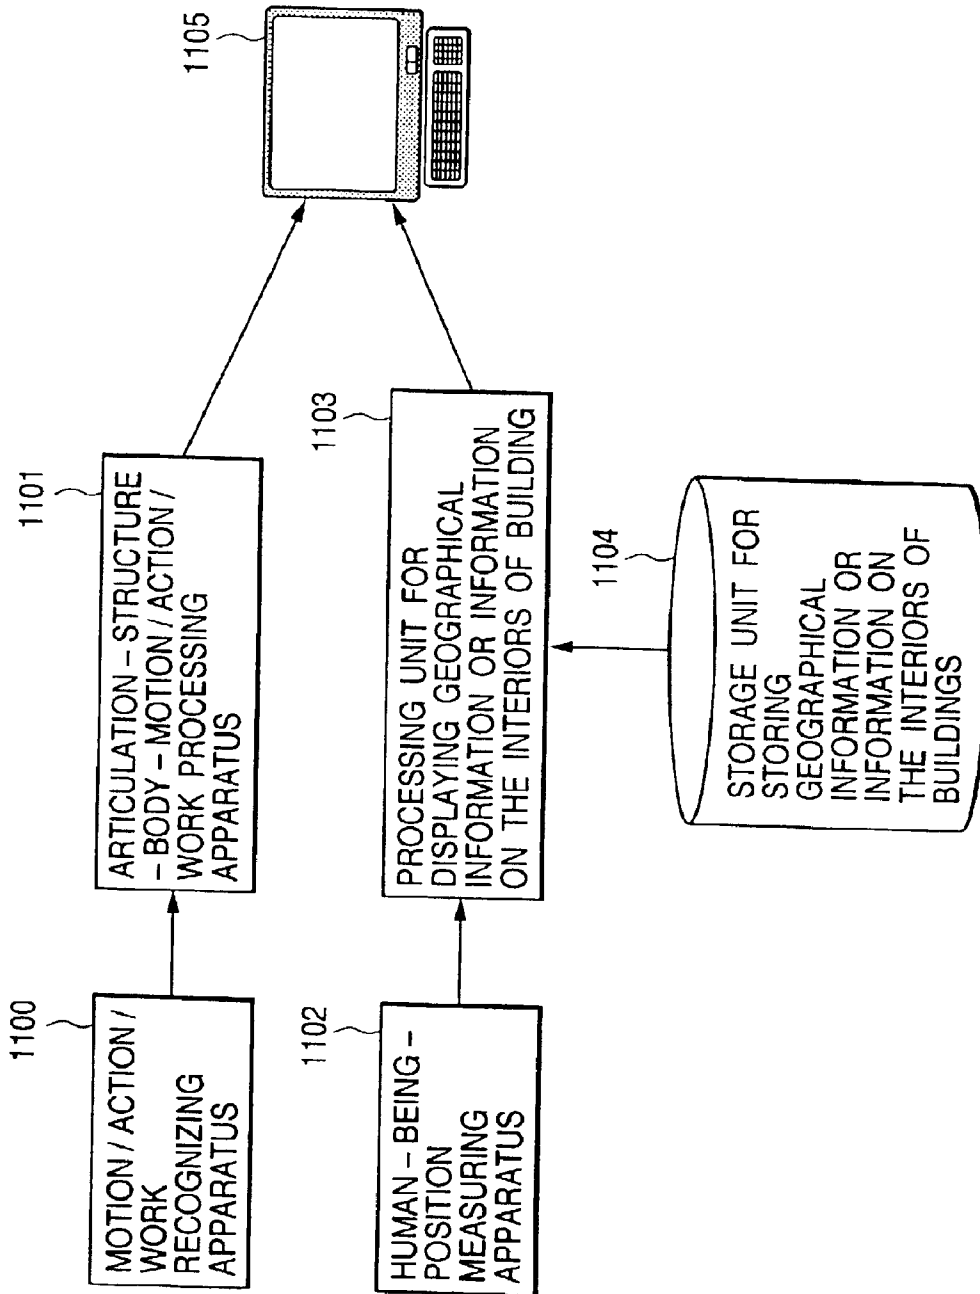 1100
MOTION / ACTION /
WORK
RECOGNIZING
APPARATUS
1101
ARTICULATION – STRUCTURE
– BODY – MOTION / ACTION /
WORK PROCESSING
APPARATUS
1105
1102
HUMAN – BEING –
POSITION
MEASURING
APPARATUS
1103
PROCESSING UNIT FOR
DISPLAYING GEOGRAPHICAL
INFORMATION OR INFORMATION
ON THE INTERIORS OF BUILDING
1104
STORAGE UNIT FOR
STORING
GEOGRAPHICAL
INFORMATION OR
INFORMATION ON
THE INTERIORS OF
BUILDINGS